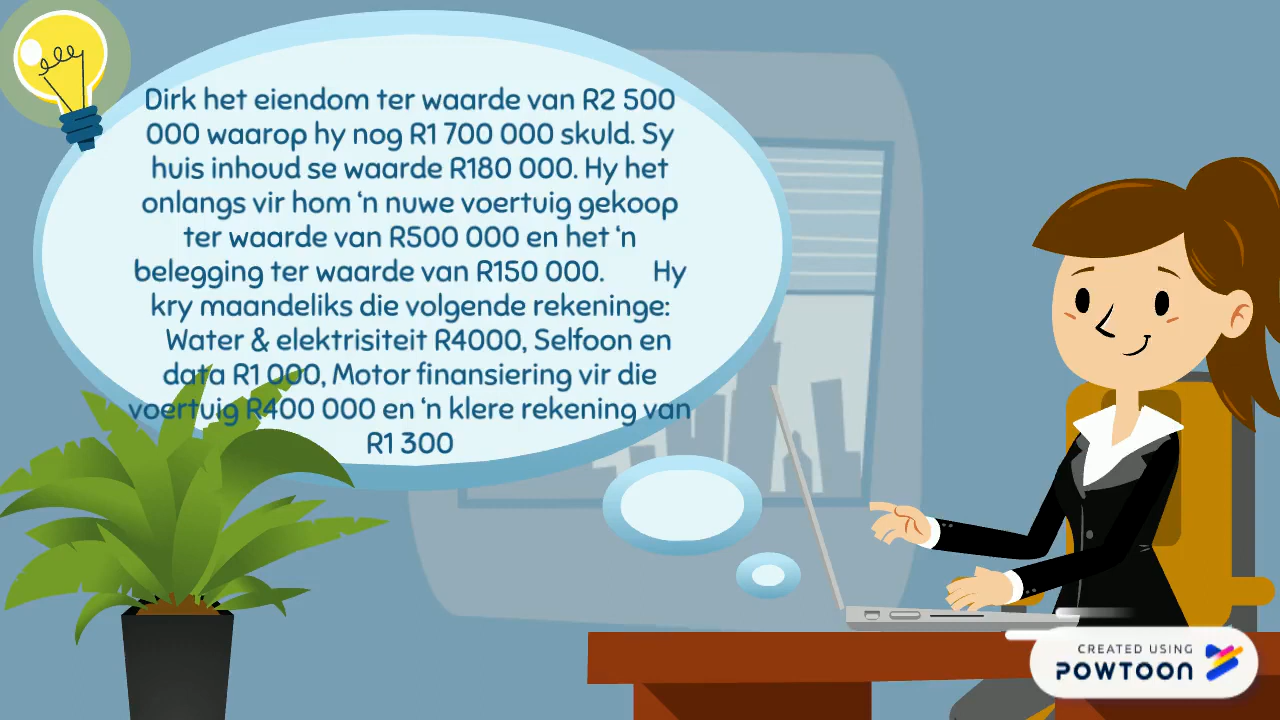 Dirk het eiendom ter waarde van R2 500
000 waarop hy nog R1 700 000 skuld. Sy
huis inhoud se waarde R180 000. Hy het
onlangs vir hom ‘n nuwe voertuig gekoop
ter waarde van R500 000 en het ‘n
belegging ter waarde van R150 000. Hy
kry maandeliks die volgende rekeninge:
Water & elektrisiteit R4000, Selfoon en
data R1 000, Motor finansiering vir die
voertuig R400 000 en ‘n klere rekening van
R1 300
CREATED USING
POWTOON